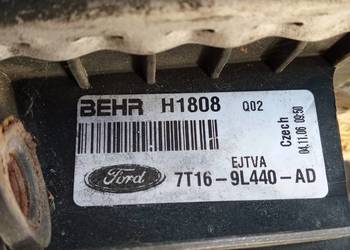 BEHR H1808 Q02
Czech
04.11.06 09:50
EJTVA
Ford 7T16-9L440-AD